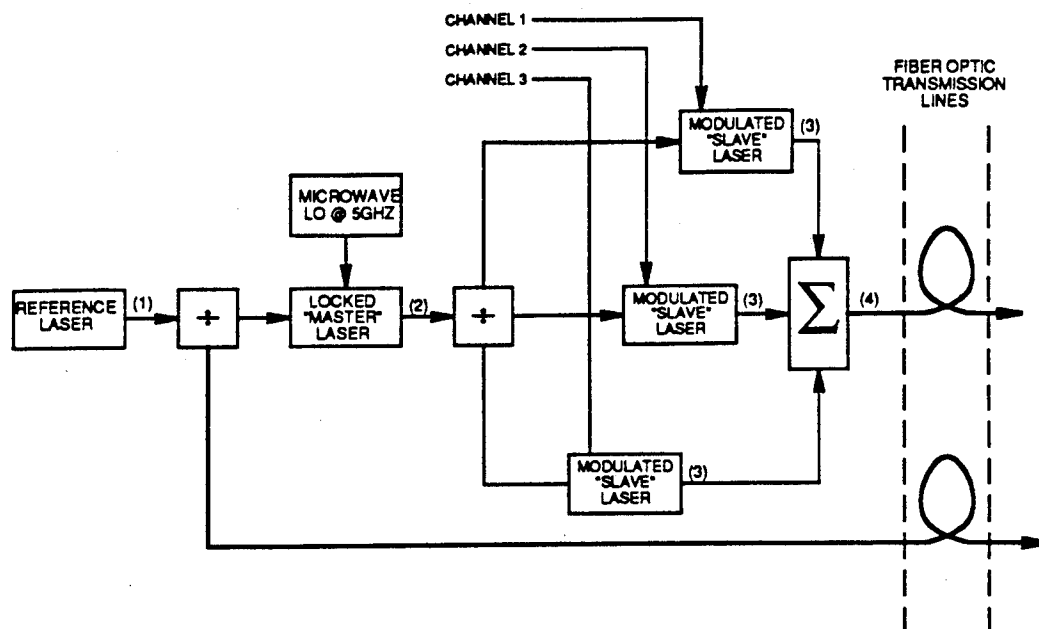 CHANNEL 1
CHANNEL 2
CHANNEL 3
FIBER OPTIC
TRANSMISSION
LINES
MODULATED
"SLAVE"
LASER
(3)
MICROWAVE
LO @ 5GHZ
REFERENCE
LASER
(1)
÷
LOCKED
"MASTER"
LASER
(2)
÷
MODULATED
"SLAVE"
LASER
(3)
Σ
(4)
MODULATED
"SLAVE"
LASER
(3)